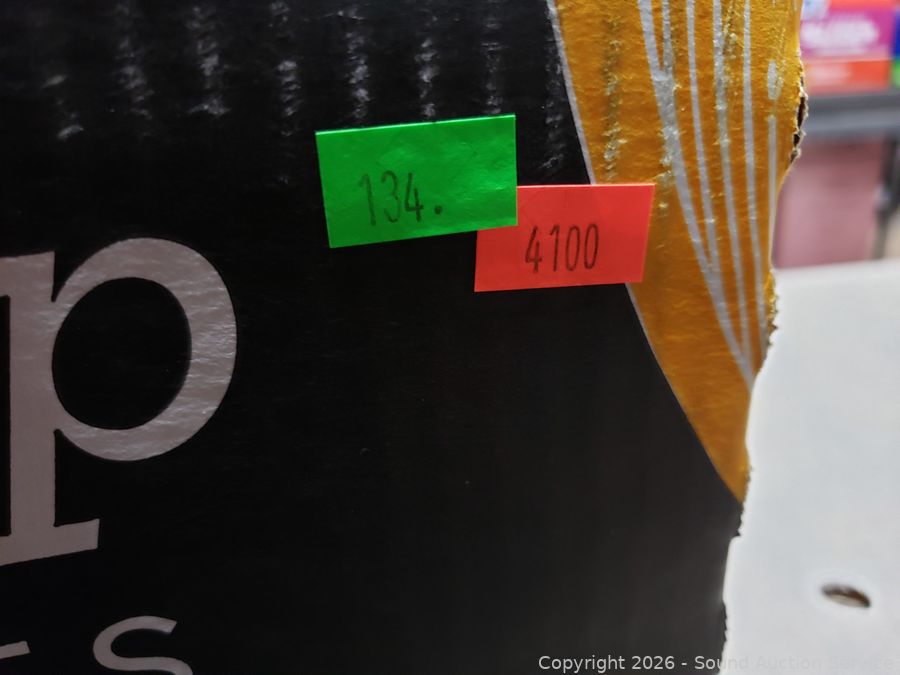 134.
4100
p
s
Copyright 2026 - Sound Auction Service